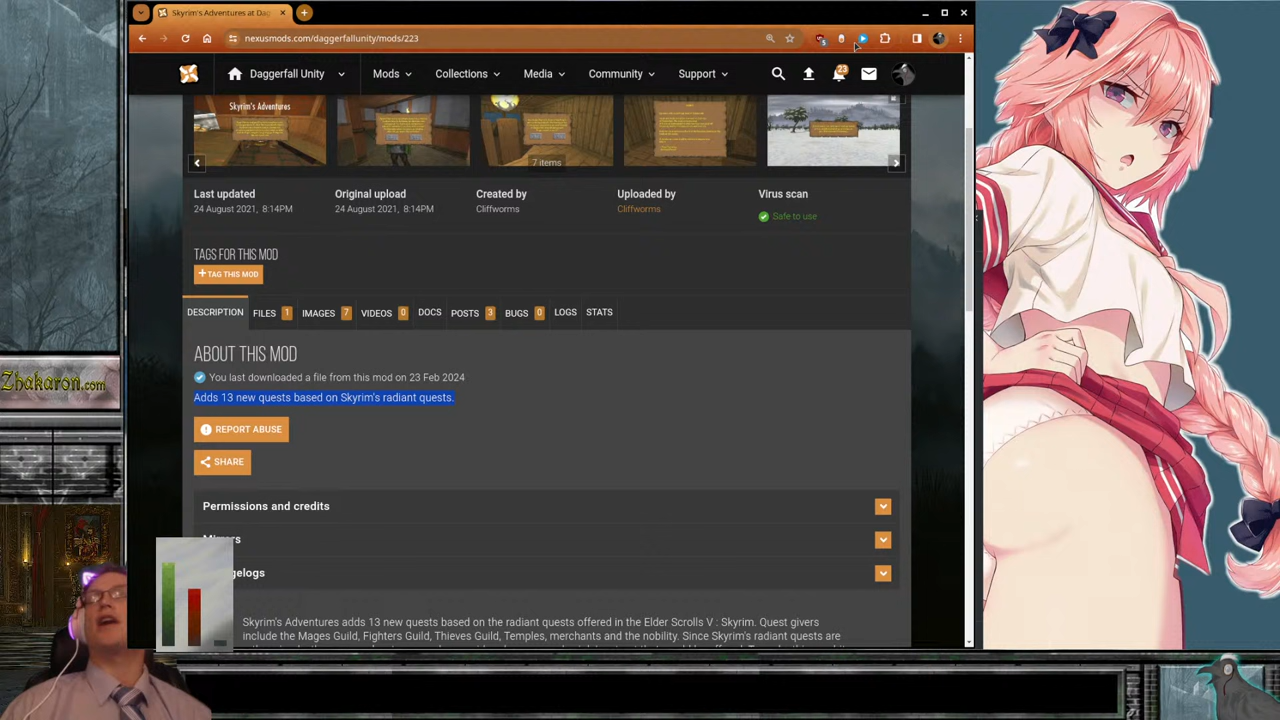 Skyrim's Adventures at Dag
nexusmods.com/daggerfallunity/mods/223
Daggerfall Unity
Mods
Collections
Media
Community
Support
23
Skyrim's Adventures
7 items
Last updated
24 August 2021, 8:14PM
Original upload
24 August 2021, 8:14PM
Created by
Cliffworms
Uploaded by
Cliffworms
Virus scan
Safe to use
TAGS FOR THIS MOD
+ TAG THIS MOD
DESCRIPTION
FILES 1
IMAGES 7
VIDEOS 0
DOCS
POSTS 3
BUGS 0
LOGS
STATS
ABOUT THIS MOD
You last downloaded a file from this mod on 23 Feb 2024
Adds 13 new quests based on Skyrim's radiant quests.
REPORT ABUSE
SHARE
Permissions and credits
Zhakaron.com
Skyrim's Adventures adds 13 new quests based on the radiant quests offered in the Elder Scrolls V : Skyrim. Quest givers
include the Mages Guild, Fighters Guild, Thieves Guild, Temples, merchants and the nobility. Since Skyrim's radiant quests are